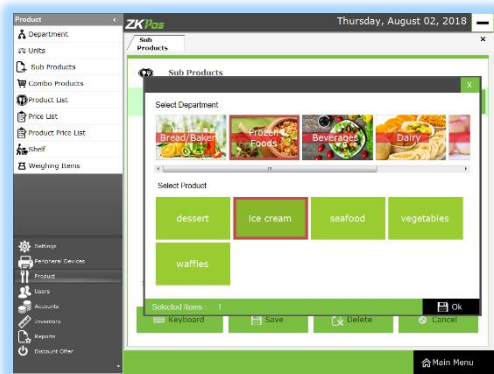 Product
Department
Units
Sub Products
Combo Products
Product List
Price List
Product Price List
Shelf
Weighing Items
Settings
Peripheral Devices
Product
Users
Accounts
Inventory
Reports
Discount Offer
ZKPos
Thursday, August 02, 2018
Sub
Products
Sub Products
X
Select Department
Bread/Baker
Frozen
Foods
Beverages
Dairy
Select Product
dessert
ice cream
seafood
vegetables
waffles
Selected Items : 1
Ok
Keyboard
Save
Delete
Cancel
Main Menu